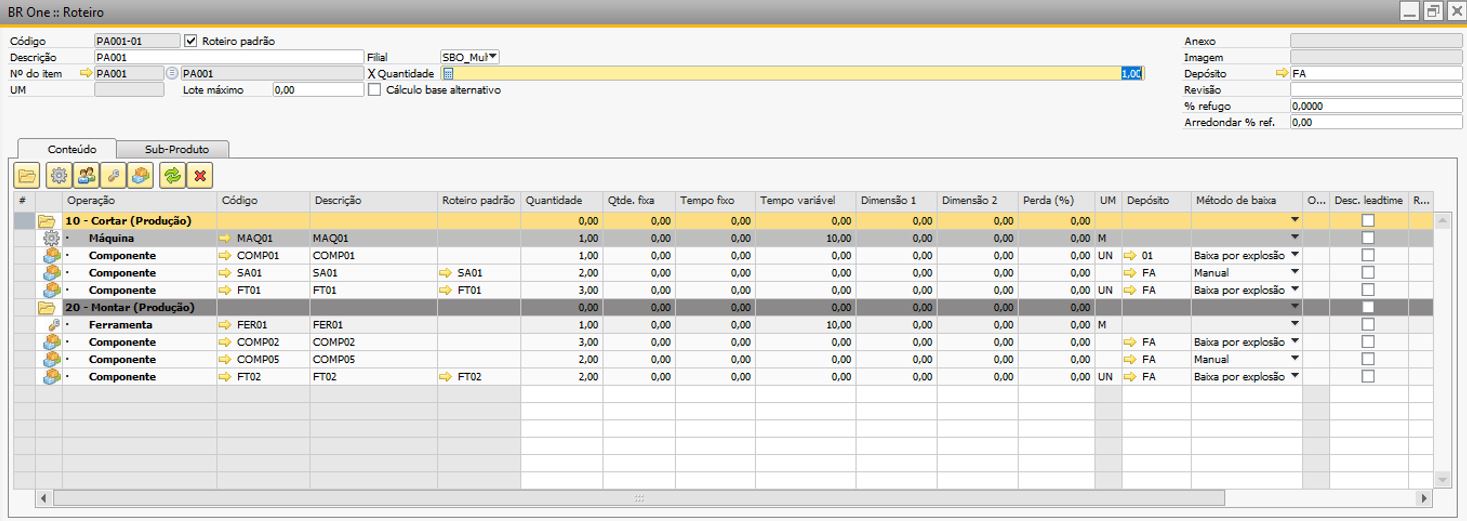 BR One :: Roteiro
Código PA001-01 Roteiro padrão Anexo
Descrição PA001 Filial SBO_Mul Imagem
Nº do item PA001 PA001 X Quantidade 1,00 Depósito FA
UM Lote máximo 0,00 Cálculo base alternativo Revisão
% refugo 0,0000
Arredondar % ref. 0,00
Conteúdo Sub-Produto
# Operação Código Descrição Roteiro padrão Quantidade Qtde. fixa Tempo fixo Tempo variável Dimensão 1 Dimensão 2 Perda (%) UM Depósito Método de baixa O... Desc. leadtime R...
10 - Cortar (Produção) 0,00 0,00 0,00 0,00 0,00 0,00 0,00
Máquina MAQ01 MAQ01 1,00 0,00 0,00 10,00 0,00 0,00 0,00 M
Componente COMP01 COMP01 1,00 0,00 0,00 0,00 0,00 0,00 0,00 UN 01 Baixa por explosão
Componente SA01 SA01 SA01 2,00 0,00 0,00 0,00 0,00 0,00 0,00 FA Manual
Componente FT01 FT01 FT01 3,00 0,00 0,00 0,00 0,00 0,00 0,00 UN FA Baixa por explosão
20 - Montar (Produção) 0,00 0,00 0,00 0,00 0,00 0,00 0,00
Ferramenta FER01 FER01 1,00 0,00 0,00 10,00 0,00 0,00 0,00 M
Componente COMP02 COMP02 3,00 0,00 0,00 0,00 0,00 0,00 0,00 FA Baixa por explosão
Componente COMP05 COMP05 2,00 0,00 0,00 0,00 0,00 0,00 0,00 FA Manual
Componente FT02 FT02 FT02 2,00 0,00 0,00 0,00 0,00 0,00 0,00 UN FA Baixa por explosão